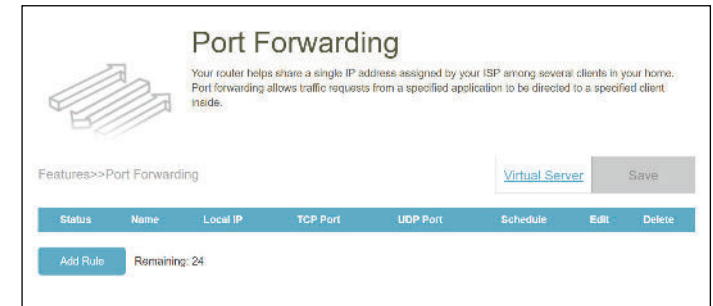 Port Forwarding
Your router helps share a single IP address assigned by your ISP among several clients in your home.
Port forwarding allows traffic requests from a specified application to be directed to a specified client
inside.
Features>>Port Forwarding
Virtual Server
Save
Status Name Local IP TCP Port UDP Port Schedule Edit Delete
Add Rule Remaining: 24